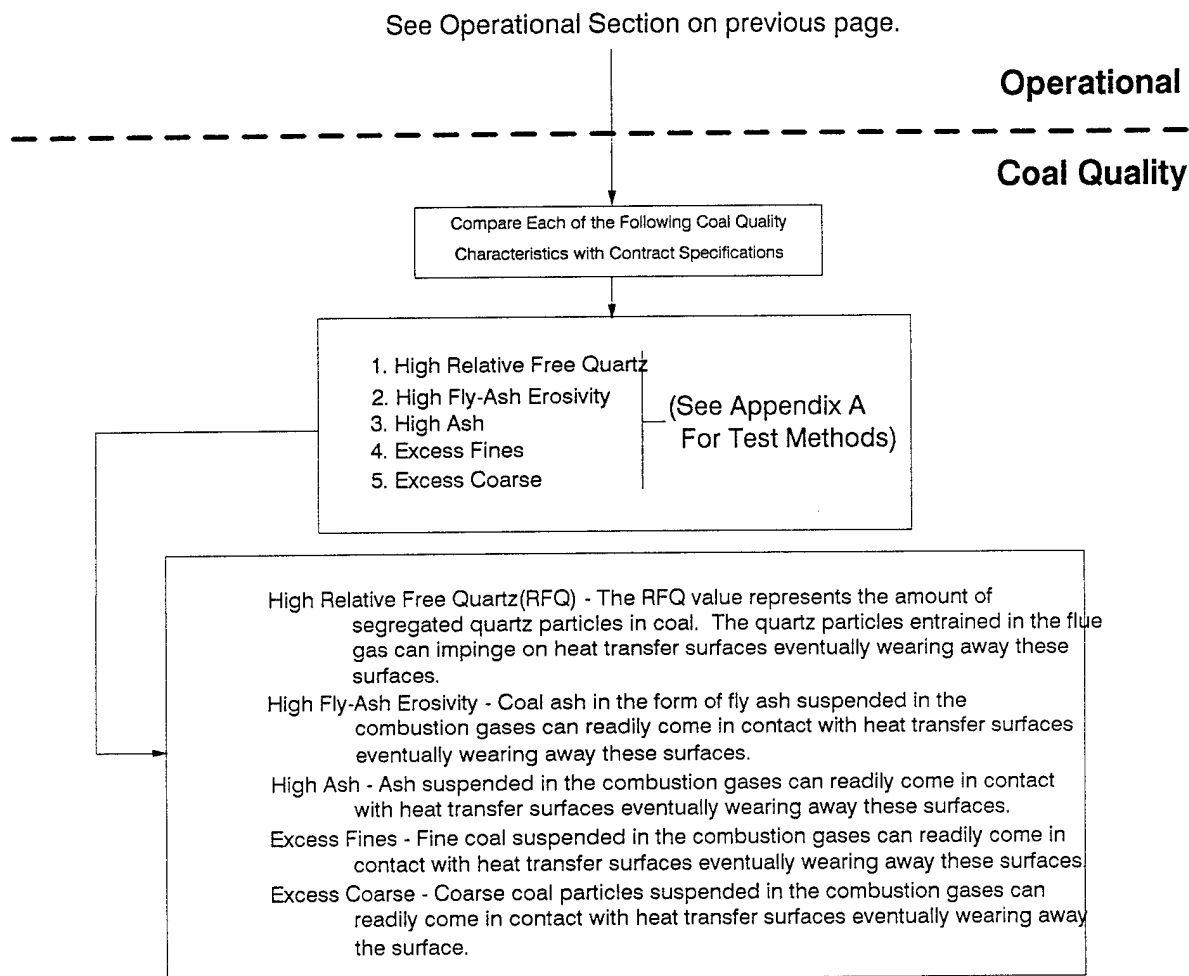 See Operational Section on previous page.
Operational
Coal Quality
Compare Each of the Following Coal Quality
Characteristics with Contract Specifications
1. High Relative Free Quartz
2. High Fly-Ash Erosivity
3. High Ash
4. Excess Fines
5. Excess Coarse
(See Appendix A
For Test Methods)
High Relative Free Quartz(RFQ) - The RFQ value represents the amount of
segregated quartz particles in coal. The quartz particles entrained in the flue
gas can impinge on heat transfer surfaces eventually wearing away these
surfaces.
High Fly-Ash Erosivity - Coal ash in the form of fly ash suspended in the
combustion gases can readily come in contact with heat transfer surfaces
eventually wearing away these surfaces.
High Ash - Ash suspended in the combustion gases can readily come in contact
with heat transfer surfaces eventually wearing away these surfaces.
Excess Fines - Fine coal suspended in the combustion gases can readily come in
contact with heat transfer surfaces eventually wearing away these surfaces.
Excess Coarse - Coarse coal particles suspended in the combustion gases can
readily come in contact with heat transfer surfaces eventually wearing away
the surface.